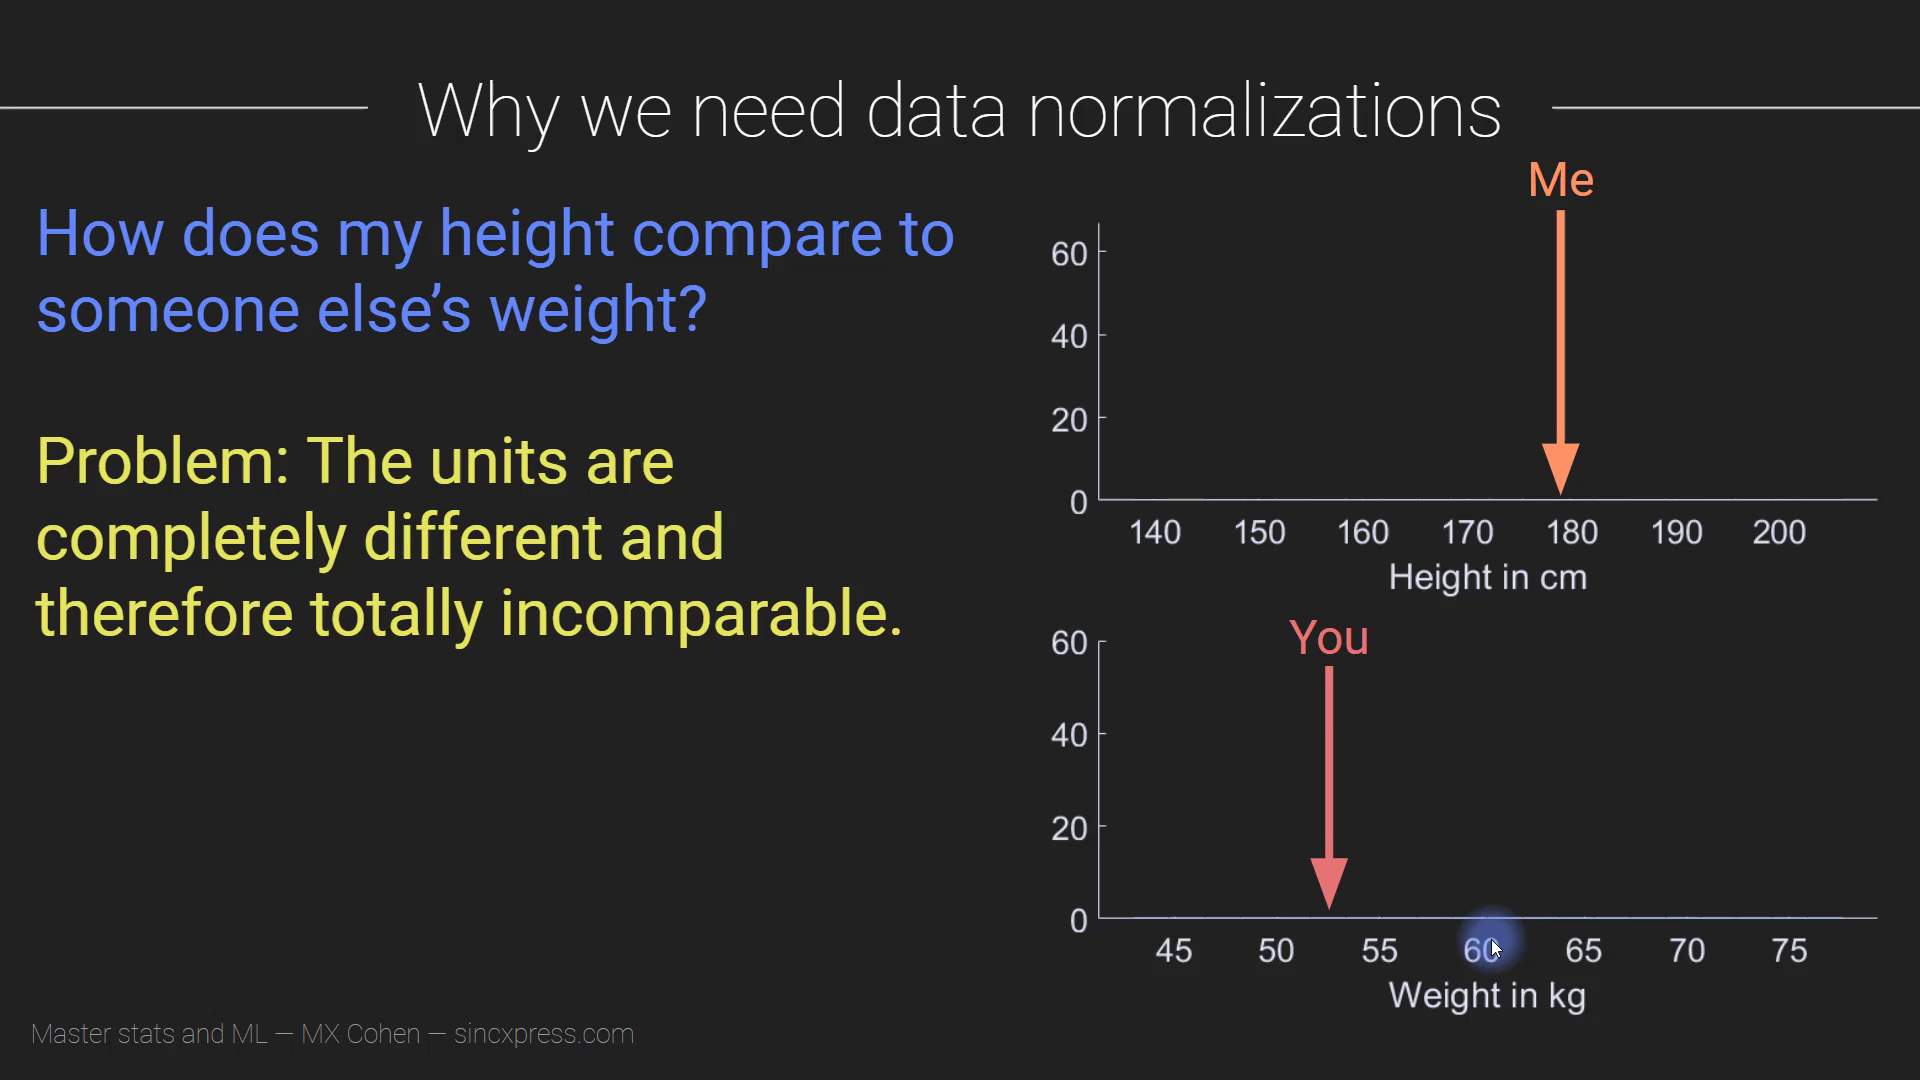 Why we need data normalizations
How does my height compare to
someone else’s weight?
Problem: The units are
completely different and
therefore totally incomparable.
Me
60
40
20
0
140 150 160 170 180 190 200
Height in cm
You
60
40
20
0
45 50 55 60 65 70 75
Weight in kg
Master stats and ML — MX Cohen — sincxpress.com